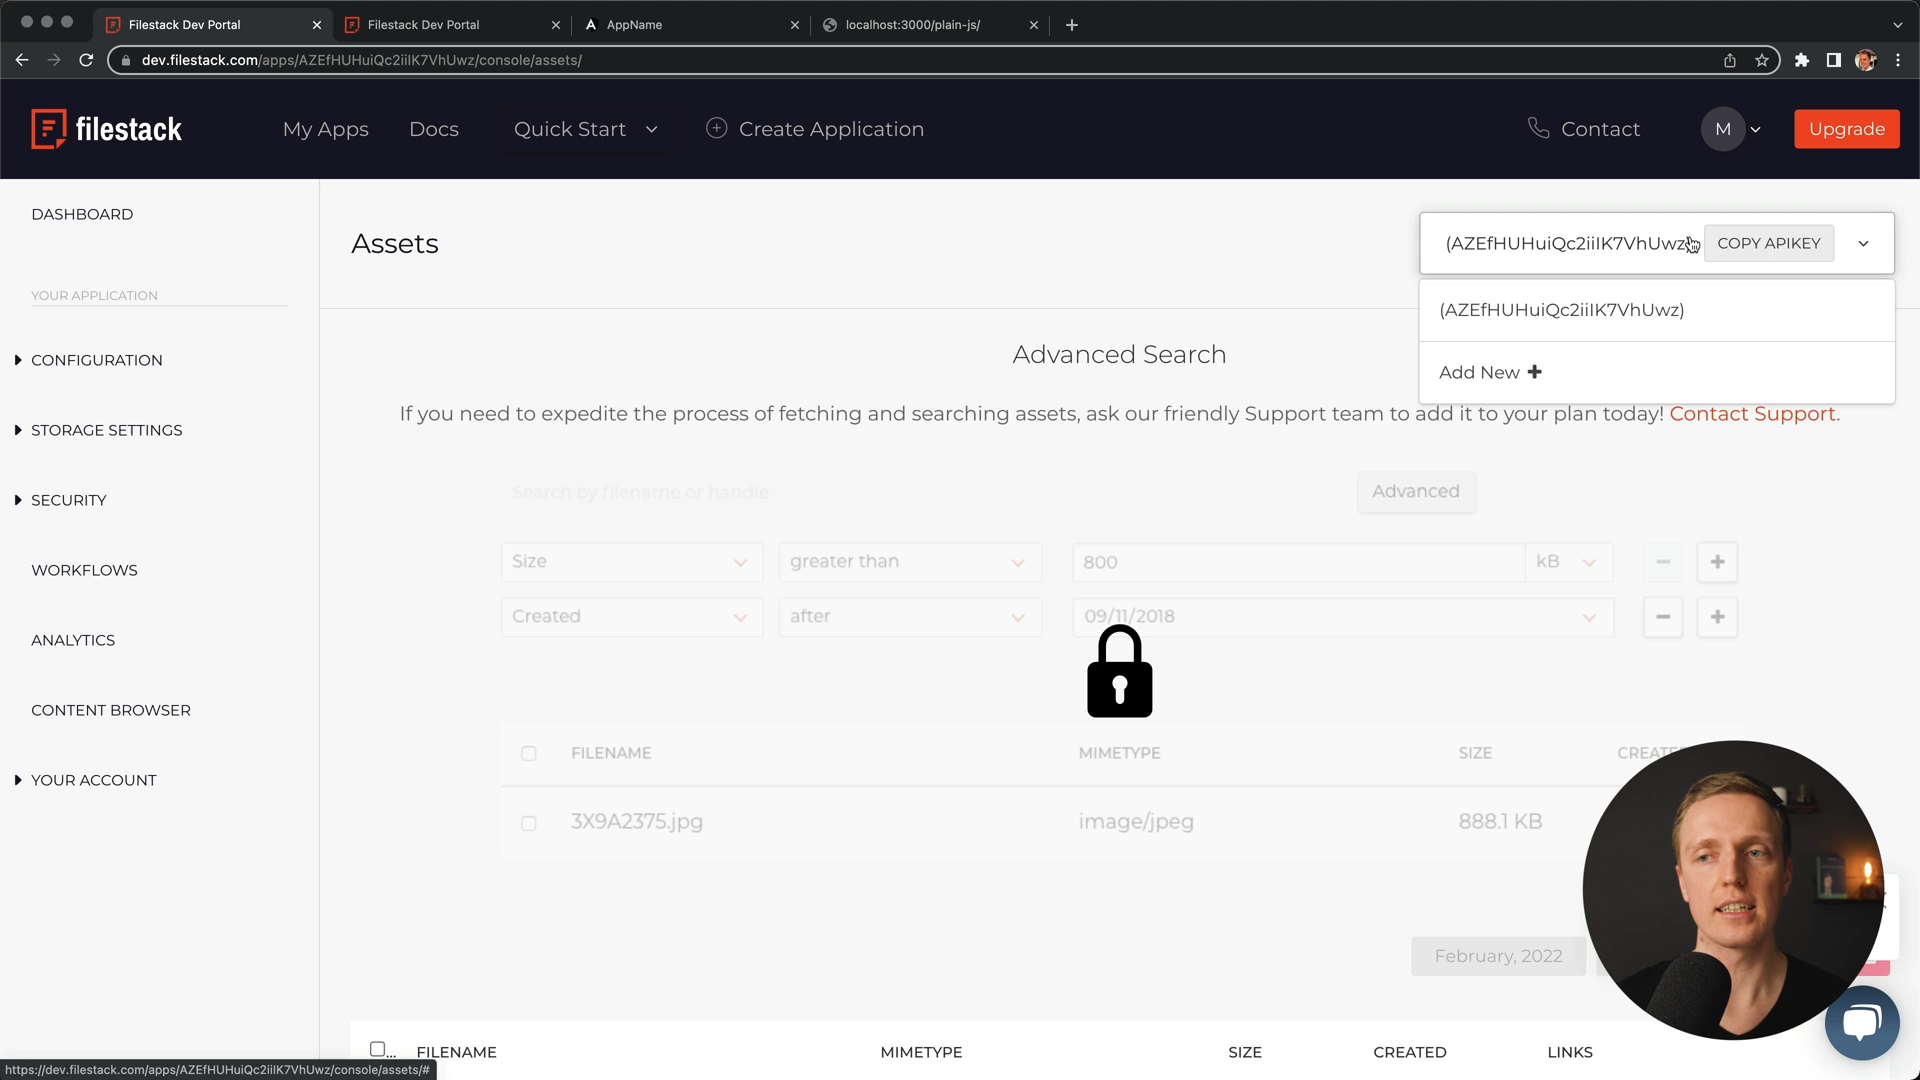 Filestack Dev Portal
Filestack Dev Portal
AppName
localhost:3000/plain-js/
dev.filestack.com/apps/AZEfHUHuiQc2iiIK7VhUwz/console/assets/
filestack
My Apps
Docs
Quick Start
Create Application
Contact
M
Upgrade
DASHBOARD
YOUR APPLICATION
CONFIGURATION
STORAGE SETTINGS
SECURITY
WORKFLOWS
ANALYTICS
CONTENT BROWSER
YOUR ACCOUNT
Assets
(AZEfHUHuiQc2iiIK7VhUwz
COPY APIKEY
(AZEfHUHuiQc2iiIK7VhUwz)
Add New
Advanced Search
If you need to expedite the process of fetching and searching assets, ask our friendly Support team to add it to your plan today! Contact Support.
Search by filename or handle
Advanced
Size
greater than
800
kB
Created
after
09/11/2018
FILENAME
MIMETYPE
SIZE
3X9A2375.jpg
image/jpeg
888.1 KB
February, 2022
FILENAME
MIMETYPE
SIZE
CREATED
LINKS
https://dev.filestack.com/apps/AZEfHUHuiQc2iiIK7VhUwz/console/assets/#